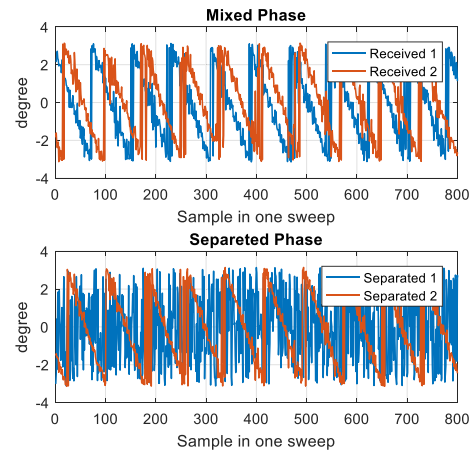 Mixed Phase
4
2
0
-2
-4
degree
Received 1
Received 2
0 100 200 300 400 500 600 700 800
Sample in one sweep
Separeted Phase
4
2
0
-2
-4
degree
Separated 1
Separated 2
0 100 200 300 400 500 600 700 800
Sample in one sweep